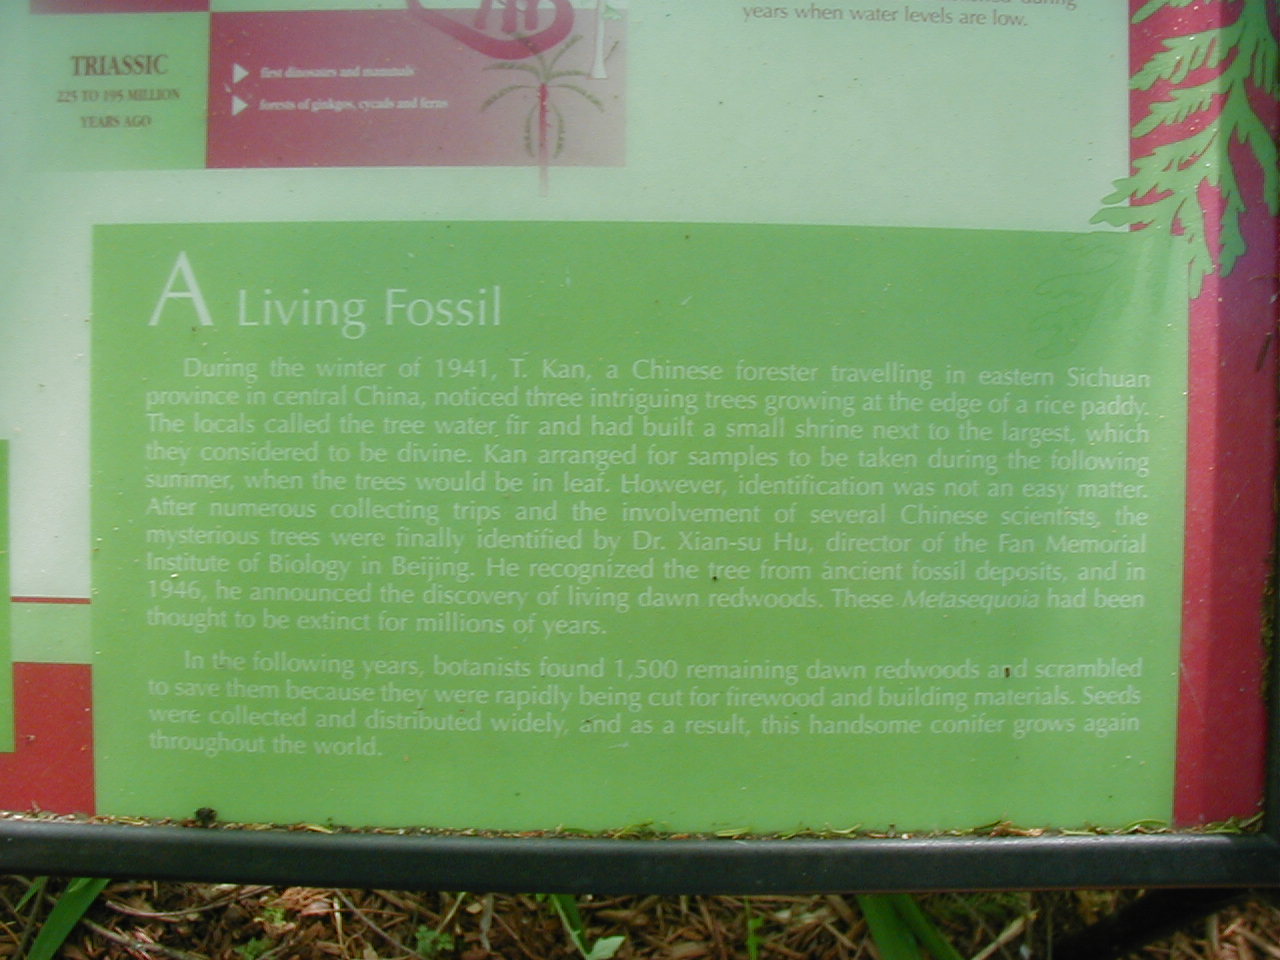 years when water levels are low.
TRIASSIC
225 TO 195 MILLION
YEARS AGO
first dinosaurs and mammals
forests of ginkgos, cycads and ferns
A Living Fossil
During the winter of 1941, T. Kan, a Chinese forester travelling in eastern Sichuan
province in central China, noticed three intriguing trees growing at the edge of a rice paddy.
The locals called the tree water fir and had built a small shrine next to the largest, which
they considered to be divine. Kan arranged for samples to be taken during the following
summer, when the trees would be in leaf. However, identification was not an easy matter.
After numerous collecting trips and the involvement of several Chinese scientists, the
mysterious trees were finally identified by Dr. Xian-su Hu, director of the Fan Memorial
Institute of Biology in Beijing. He recognized the tree from ancient fossil deposits, and in
1946, he announced the discovery of living dawn redwoods. These Metasequoia had been
thought to be extinct for millions of years.
In the following years, botanists found 1,500 remaining dawn redwoods and scrambled
to save them because they were rapidly being cut for firewood and building materials. Seeds
were collected and distributed widely, and as a result, this handsome conifer grows again
throughout the world.